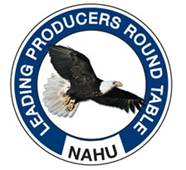 LEADING PRODUCERS ROUND TABLE
NAHU